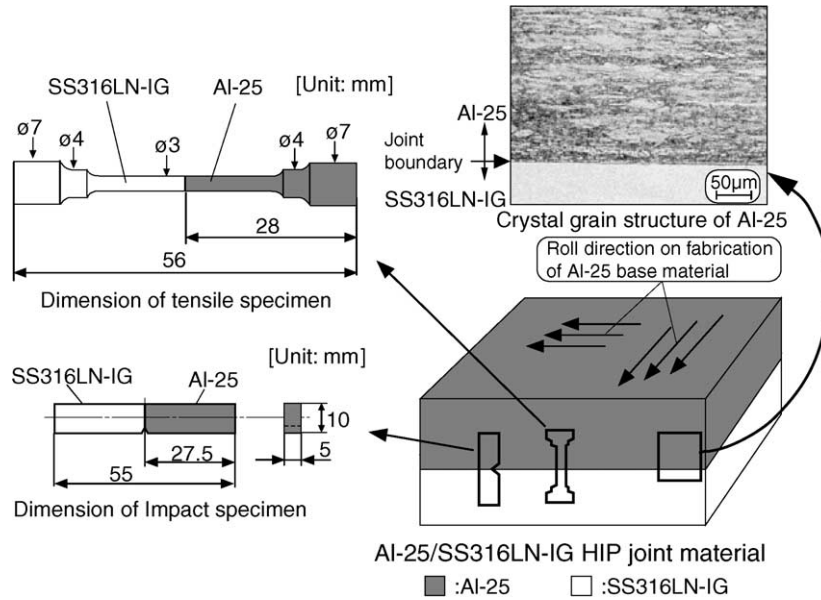 SS316LN-IG
Al-25
[Unit: mm]
ø7
ø4
ø3
ø4
ø7
28
56
Dimension of tensile specimen
Al-25
Joint
boundary
SS316LN-IG
50µm
Crystal grain structure of Al-25
Roll direction on fabrication
of Al-25 base material
[Unit: mm]
SS316LN-IG
Al-25
10
27.5
5
55
Dimension of Impact specimen
Al-25/SS316LN-IG HIP joint material
:Al-25
:SS316LN-IG